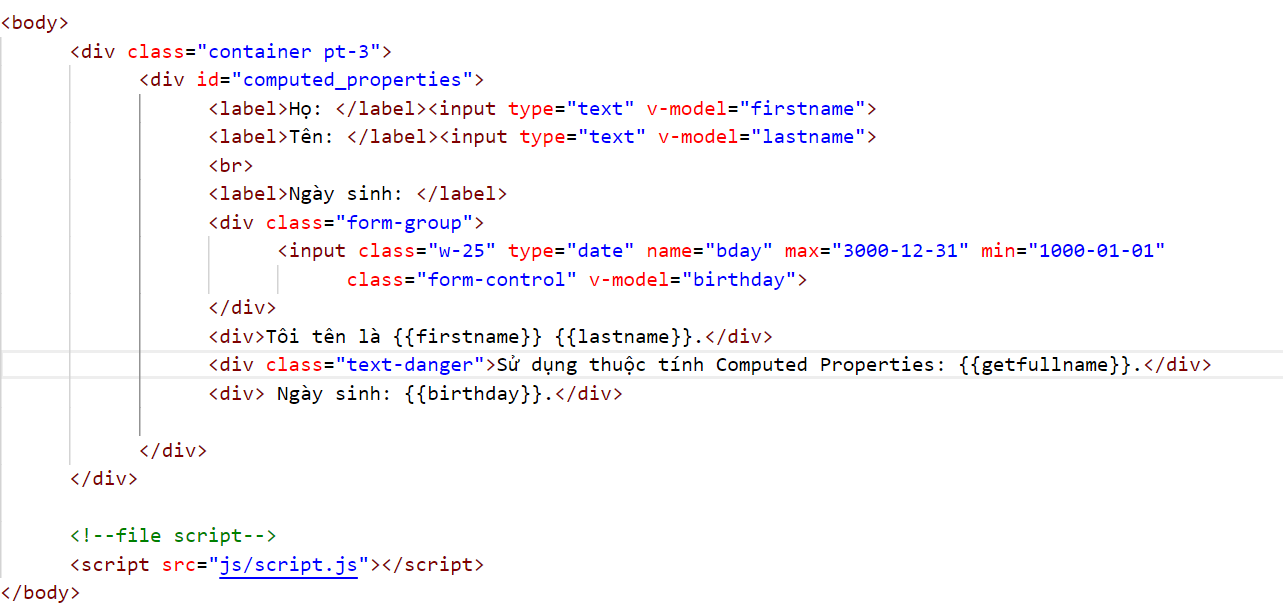 <body>
<div class="container pt-3">
<div id="computed_properties">
<label>Họ: </label><input type="text" v-model="firstname">
<label>Tên: </label><input type="text" v-model="lastname">
<br>
<label>Ngày sinh: </label>
<div class="form-group">
<input class="w-25" type="date" name="bday" max="3000-12-31" min="1000-01-01"
class="form-control" v-model="birthday">
</div>
<div>Tôi tên là {{firstname}} {{lastname}}.</div>
<div class="text-danger">Sử dụng thuộc tính Computed Properties: {{getfullname}}.</div>
<div> Ngày sinh: {{birthday}}.</div>
</div>
</div>
<!--file script-->
<script src="js/script.js"></script>
</body>